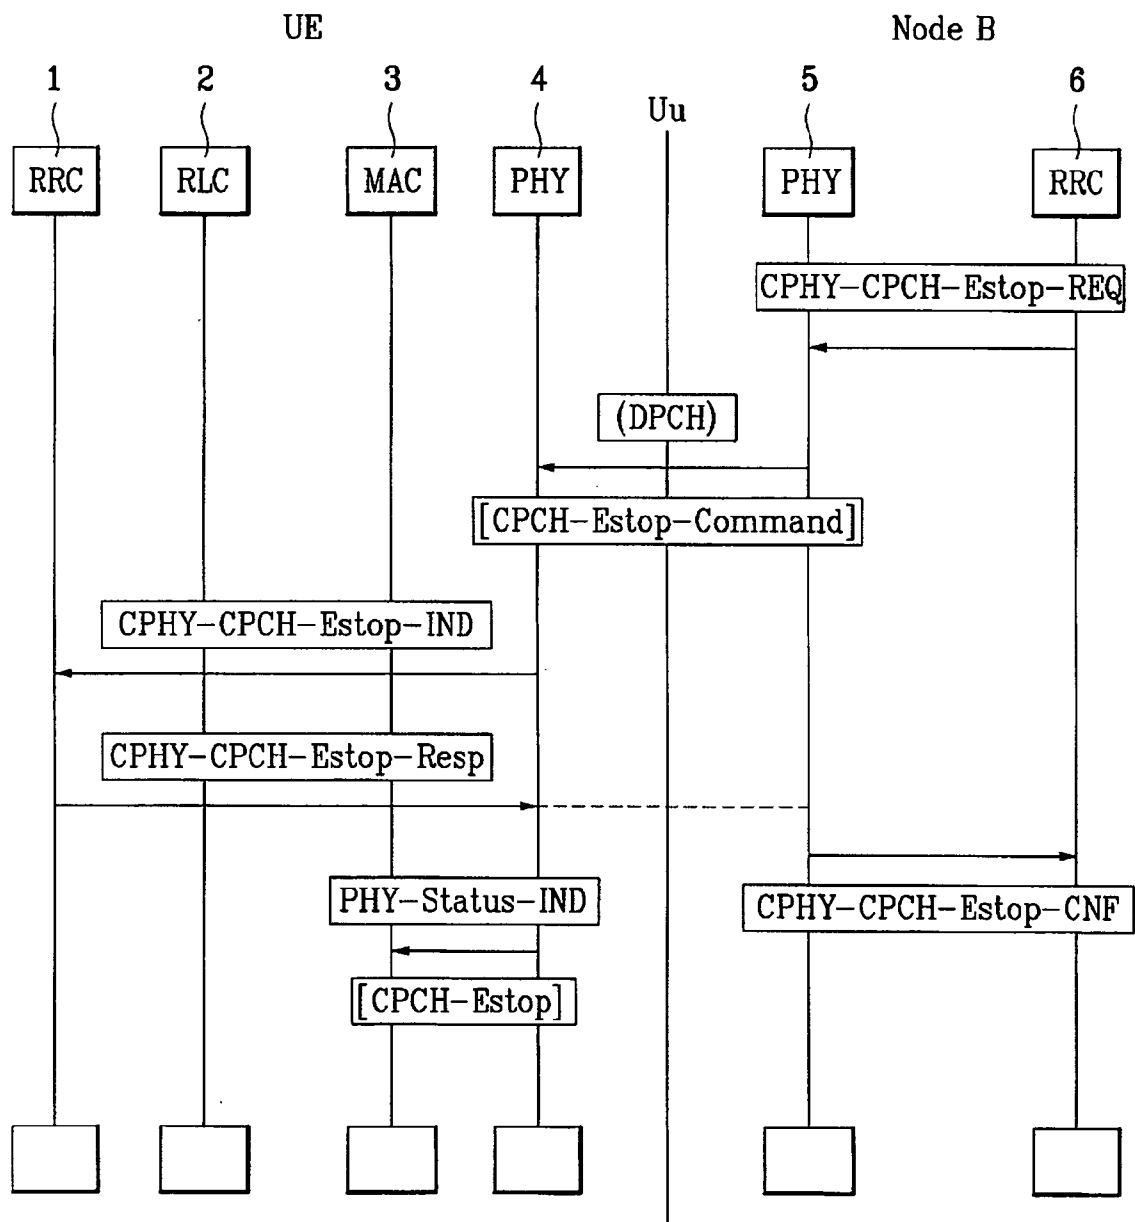 UE
Node B
1
2
3
4
5
6
Uu
RRC
RLC
MAC
PHY
PHY
RRC
CPHY-CPCH-Estop-REQ
(DPCH)
[CPCH-Estop-Command]
CPHY-CPCH-Estop-IND
CPHY-CPCH-Estop-Resp
PHY-Status-IND
CPHY-CPCH-Estop-CNF
[CPCH-Estop]